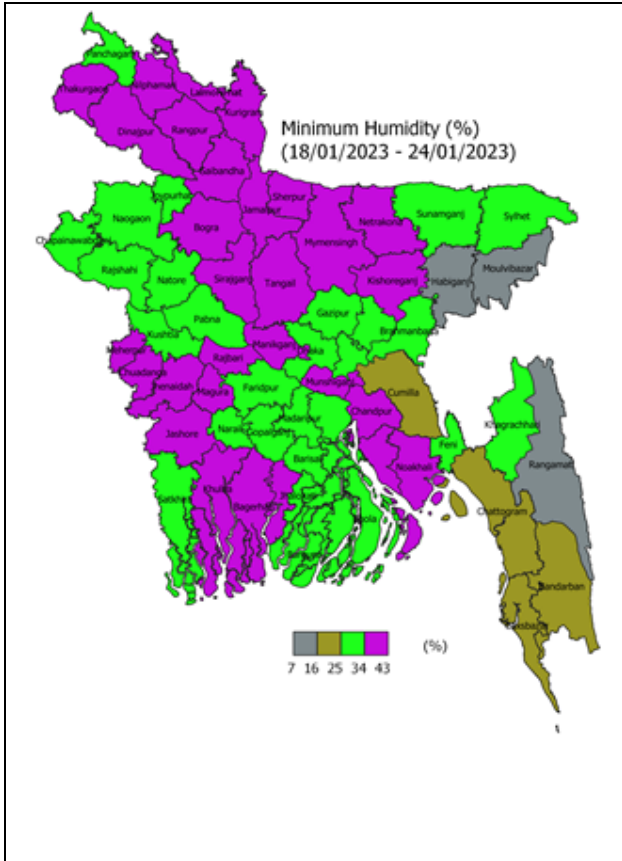 Panchagarh
Thakurgaon
Nilphamari
Lalmonirhat
Kurigram
Dinajpur
Rangpur
Minimum Humidity (%)
(18/01/2023 - 24/01/2023)
Gaibandha
Joypurhat
Sherpur
Jamalpur
Naogaon
Bogra
Mymensingh
Netrakona
Sunamganj
Sylhet
Chapainawabganj
Rajshahi
Natore
Sirajganj
Tangail
Kishoreganj
Habiganj
Moulvibazar
Pabna
Gazipur
Kushtia
Brahmanbaria
Manikganj
Dhaka
Meherpur
Rajbari
Chuadanga
Jhenaidah
Magura
Faridpur
Munshiganj
Cumilla
Chandpur
Madaripur
Khagrachhari
Jashore
Narail
Gopalganj
Feni
Barisal
Noakhali
Rangamati
Satkhira
Khulna
Bagerhat
Jhalokati
Bhola
Chattogram
Barguna
Bandarban
Coxsbazar
(%)
7 16 25 34 43